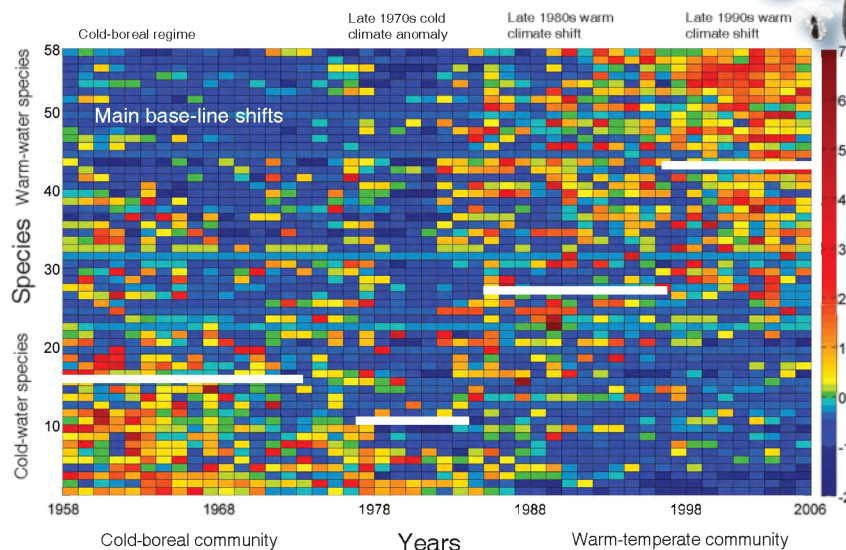 Cold-boreal regime
Late 1970s cold
climate anomaly
Late 1980s warm
climate shift
Late 1990s warm
climate shift
Main base-line shifts
Species
Warm-water species
Cold-water species
58
50
40
30
20
10
7
6
5
4
3
2
1
0
-1
-2
1958
1968
1978
1988
1998
2006
Cold-boreal community
Years
Warm-temperate community